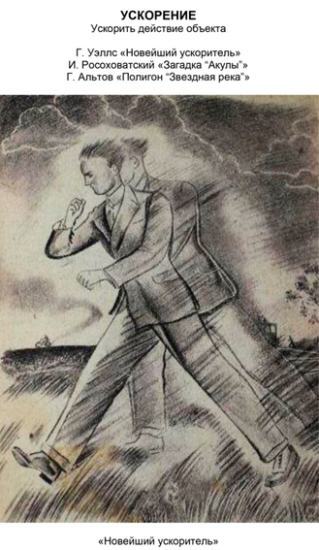 УСКОРЕНИЕ
Ускорить действие объекта
Г. Уэллс «Новейший ускоритель»
И. Росоховатский «Загадка "Акулы"»
Г. Альтов «Полигон "Звездная река"»
«Новейший ускоритель»